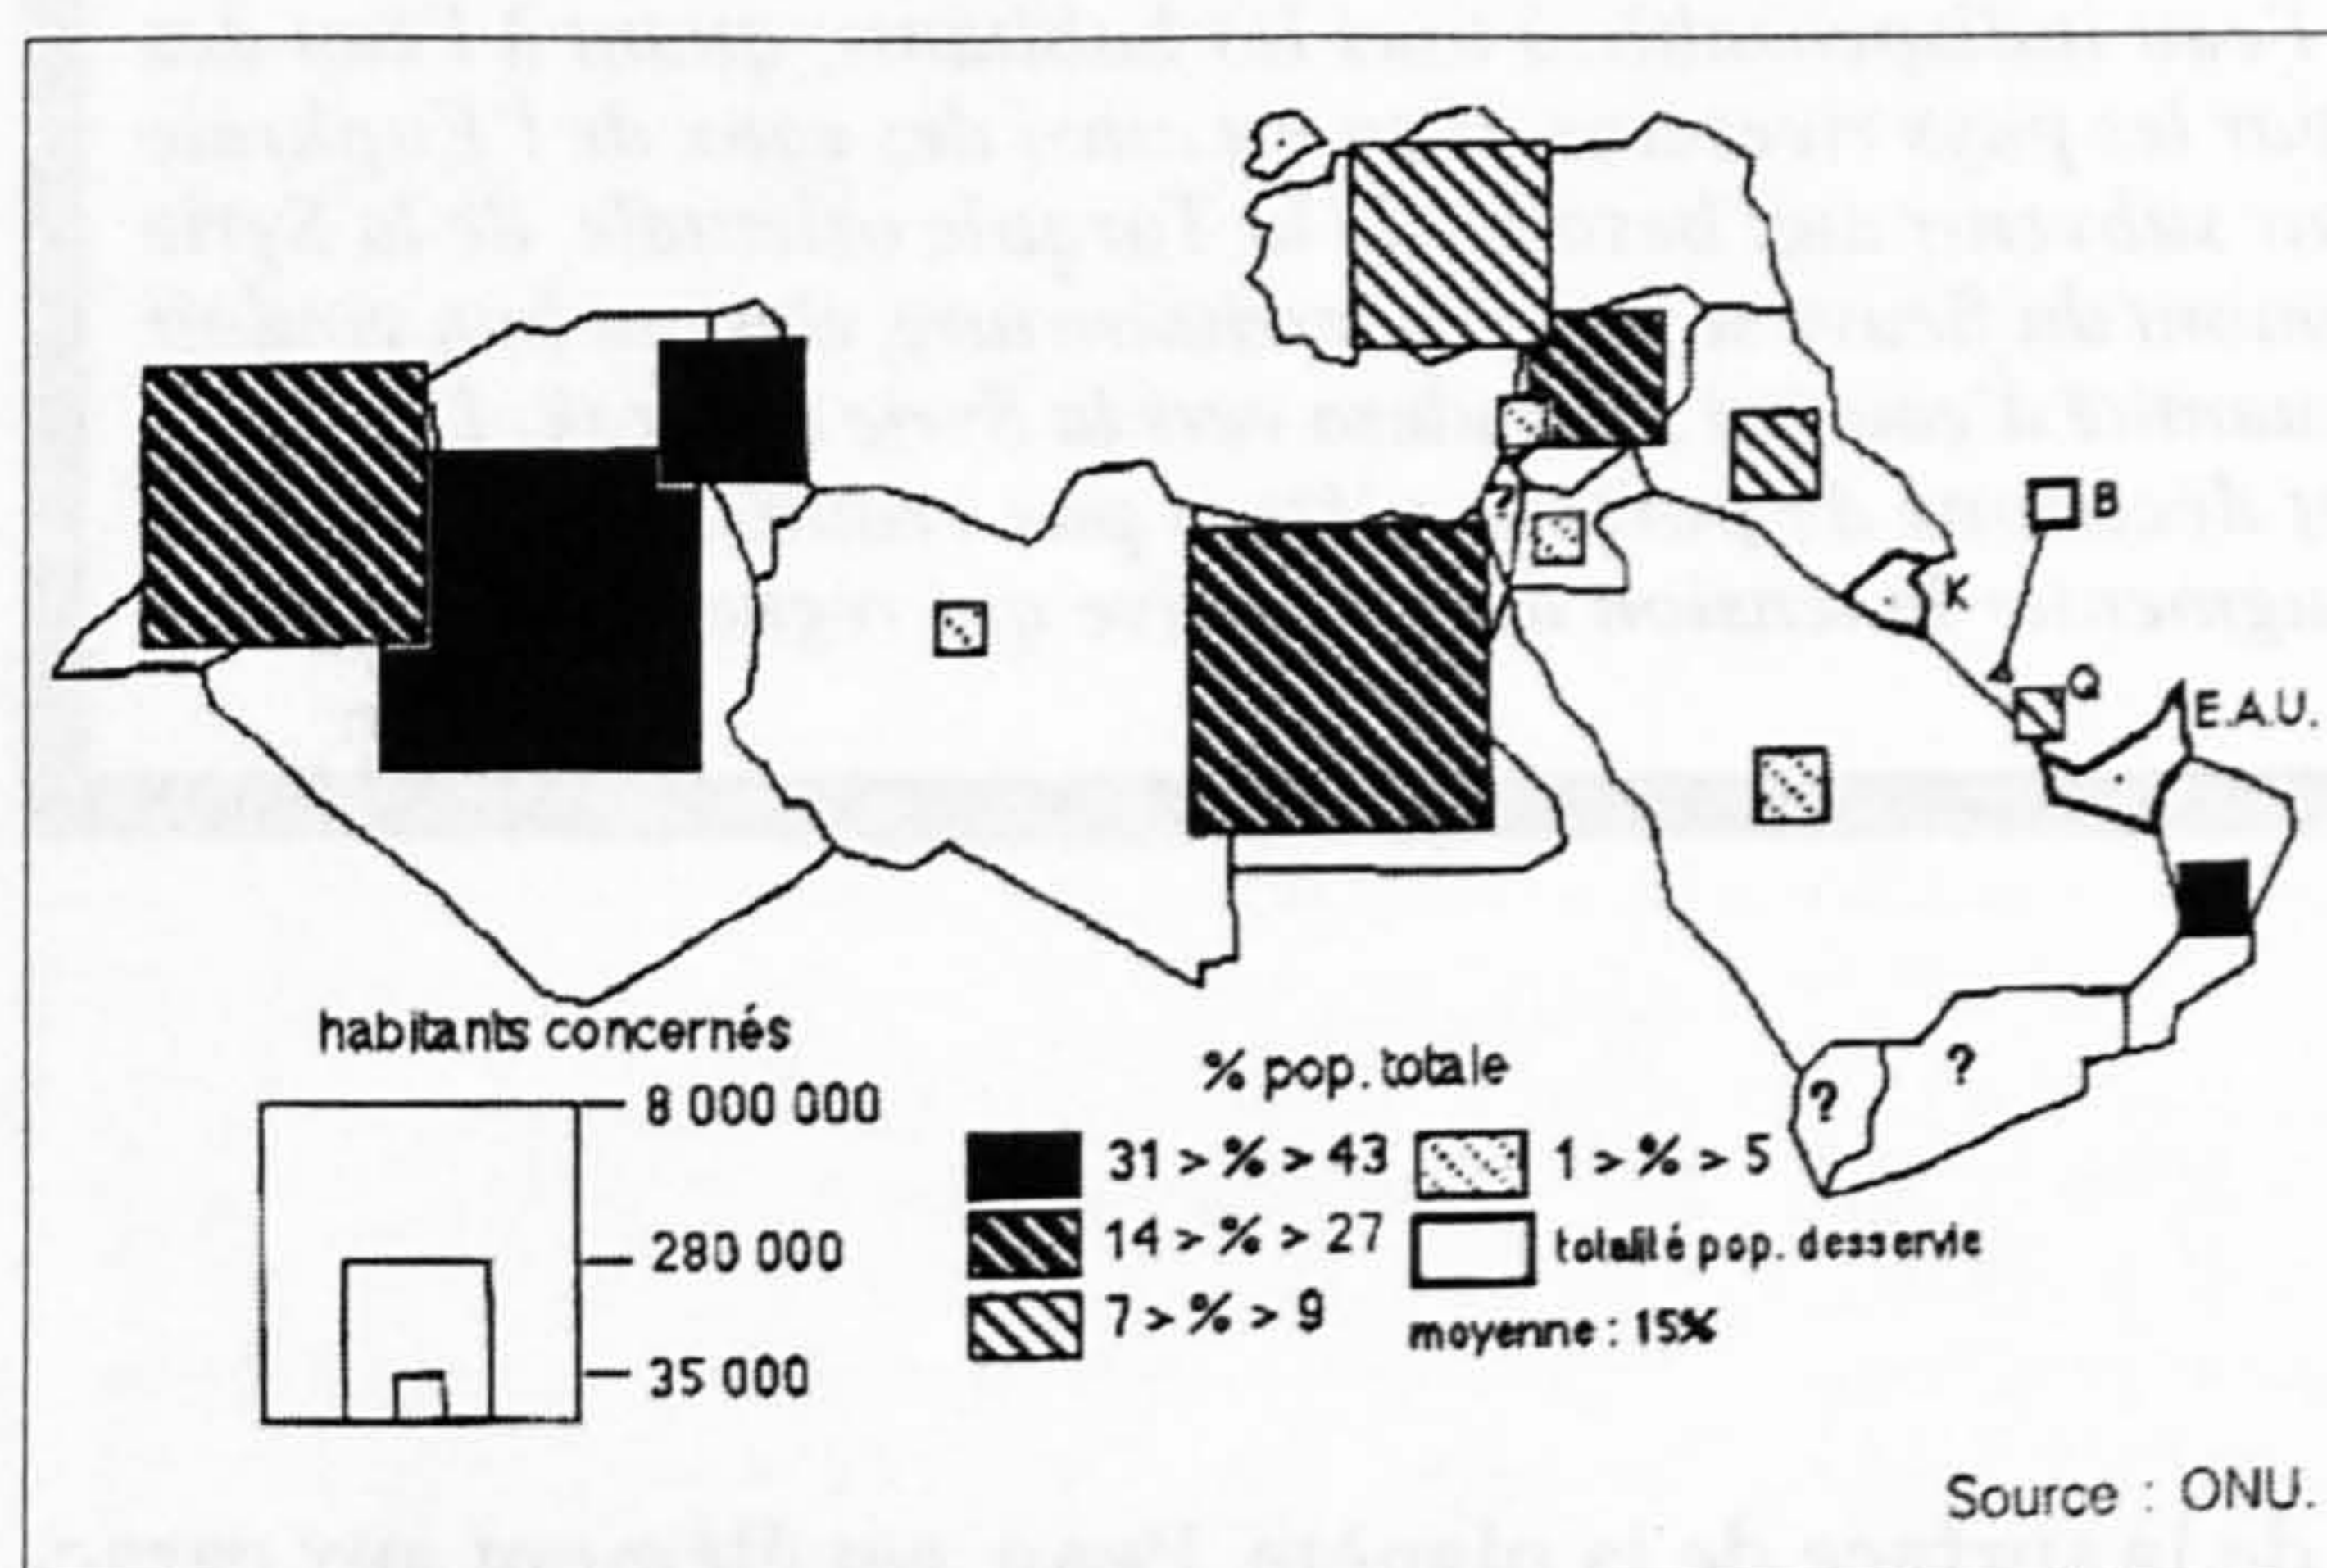 ?
B
K
Q
E.A.U.
?
?
habitants concernés
8 000 000
280 000
35 000
% pop. totale
31 > % > 43
14 > % > 27
7 > % > 9
1 > % > 5
totalité pop. desservie
moyenne : 15%
Source : ONU.